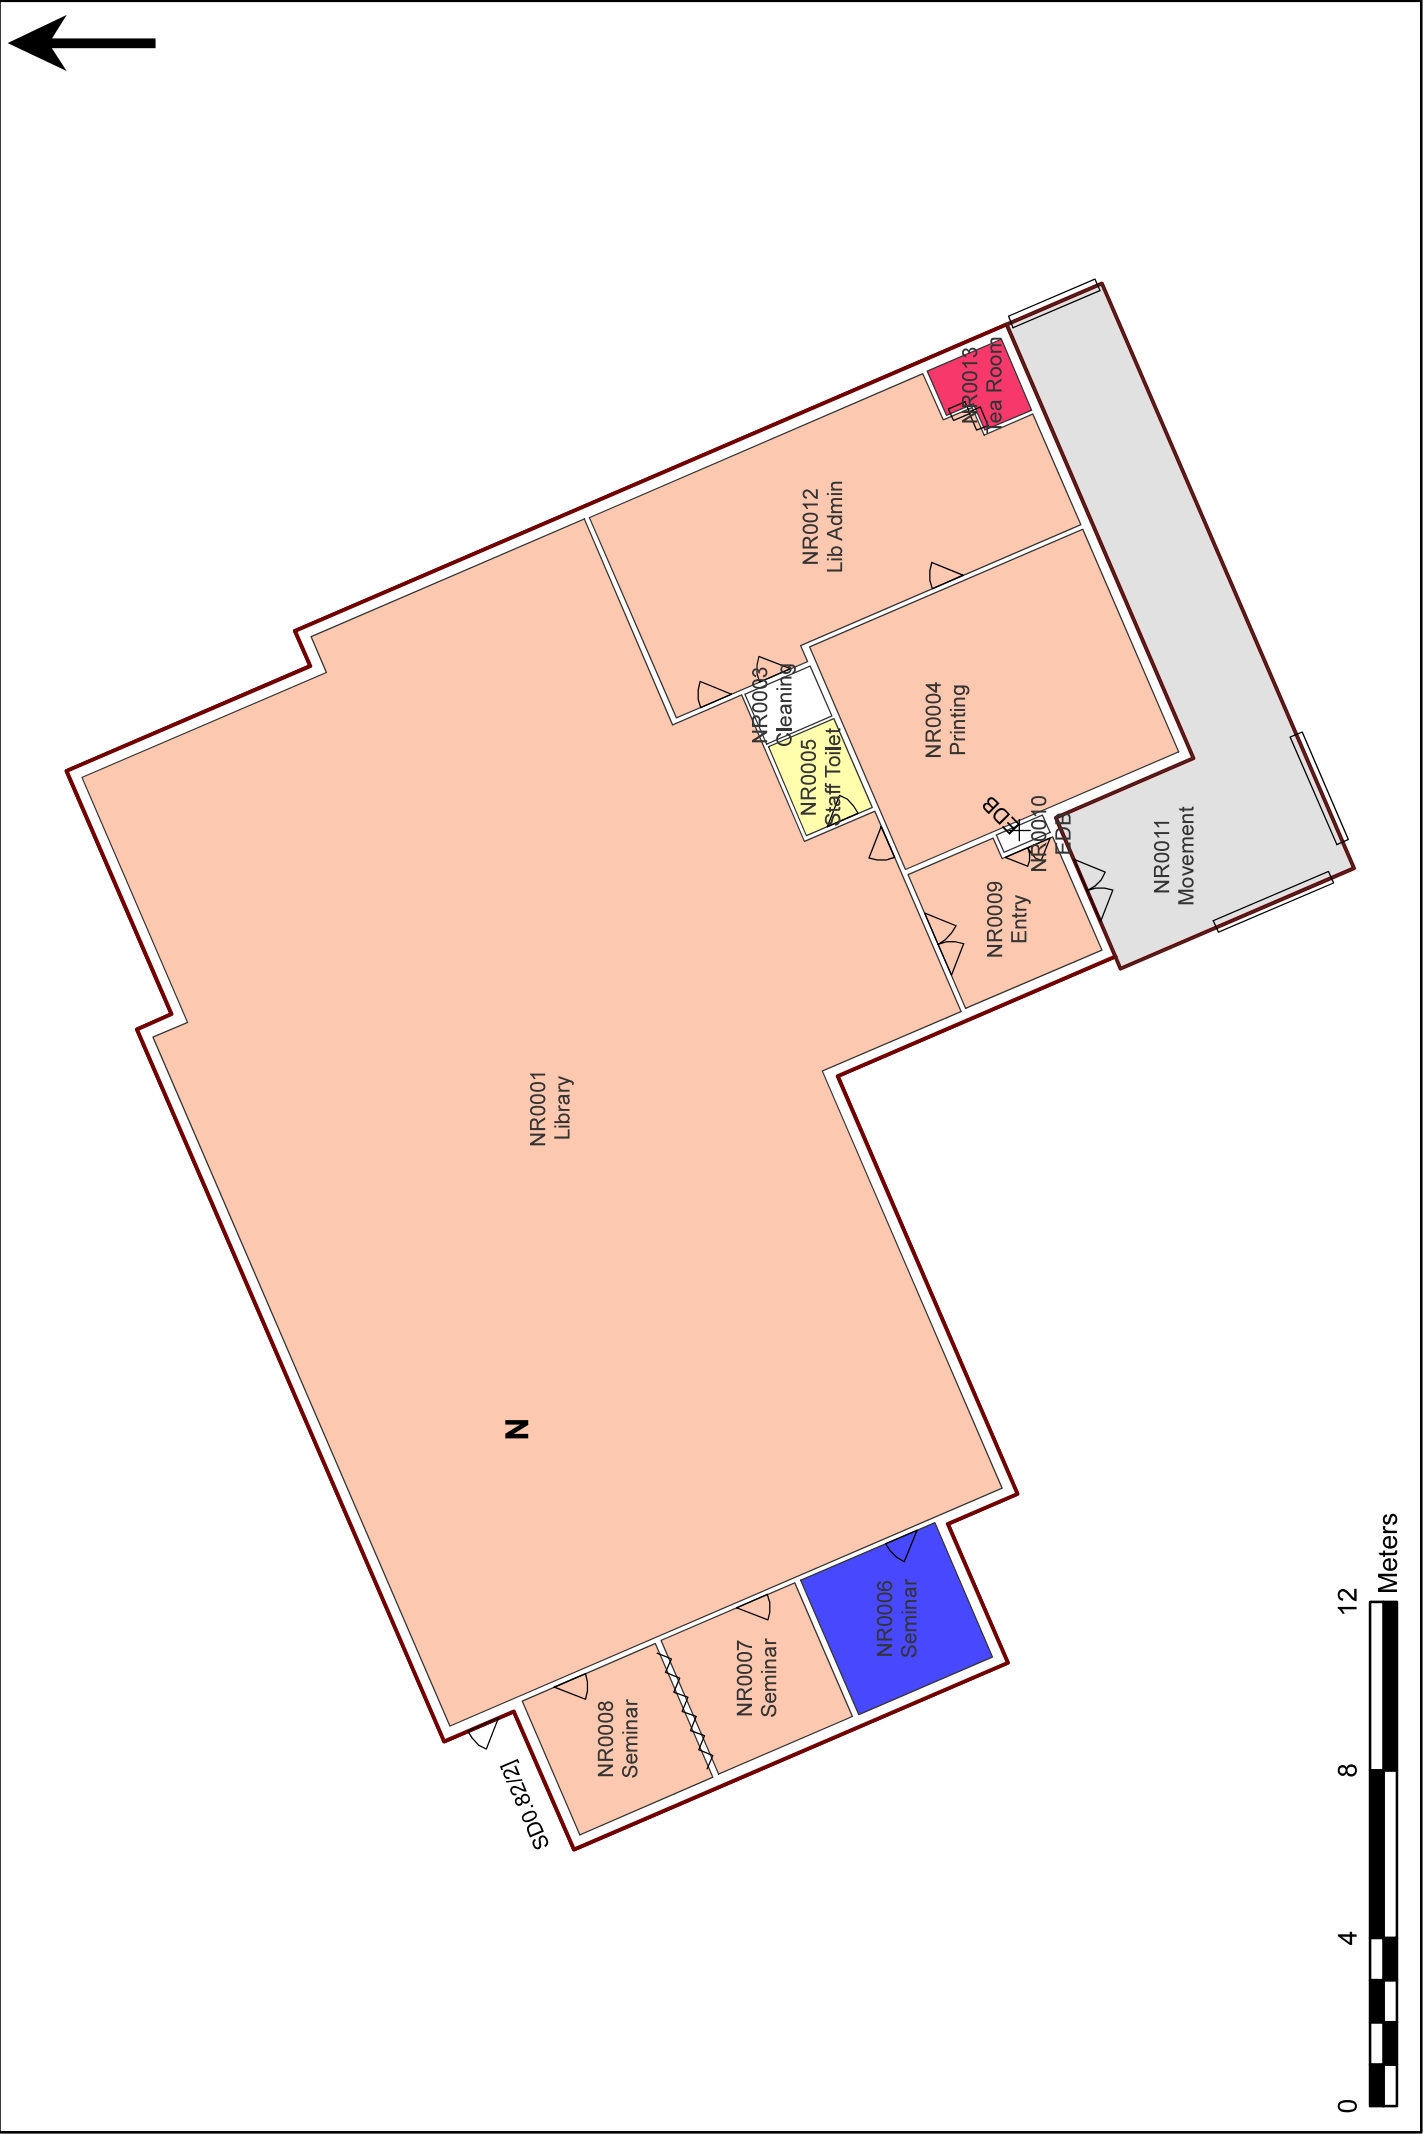 NR0013
Tea Room
NR0012
Lib Admin
NR0003
Cleaning
NR0005
Staff Toilet
NR0004
Printing
EDB
NR0010
EDB
NR0011
Movement
NR0009
Entry
NR0001
Library
N
NR0006
Seminar
NR0007
Seminar
NR0008
Seminar
SD0.82/21
0 4 8 12
Meters